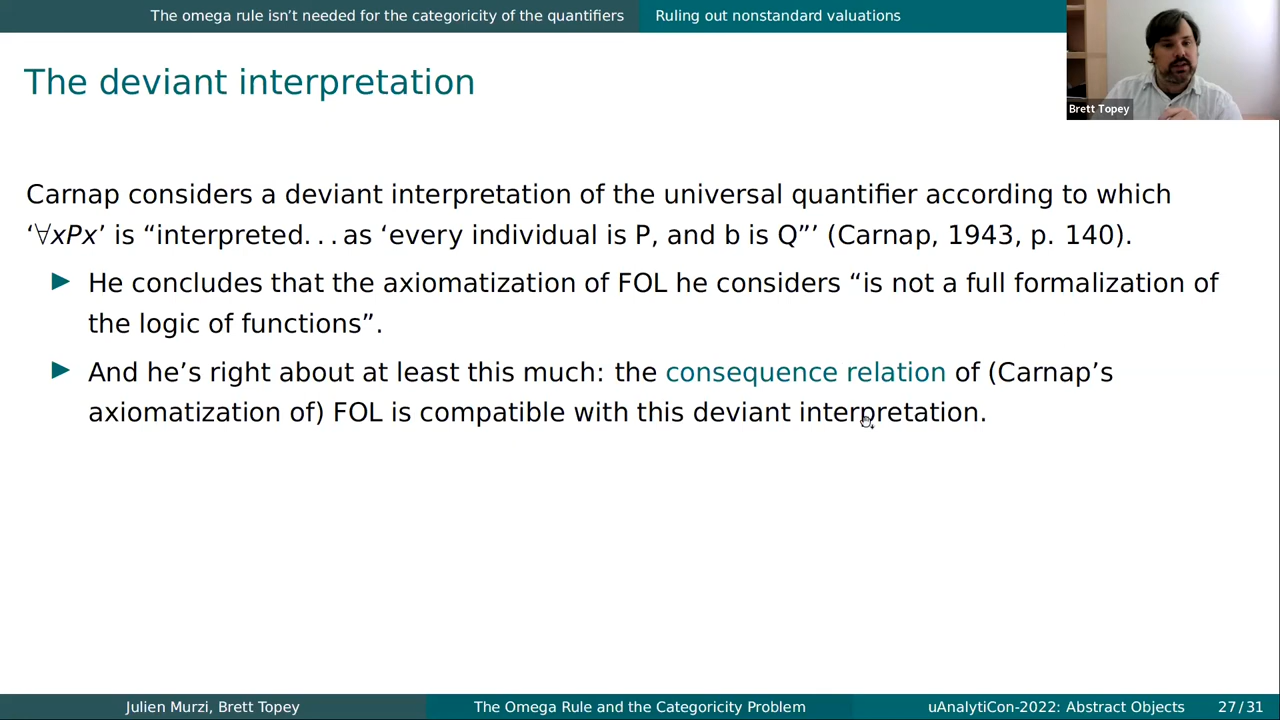 The omega rule isn’t needed for the categoricity of the quantifiers
Ruling out nonstandard valuations
Brett Topey
The deviant interpretation
Carnap considers a deviant interpretation of the universal quantifier according to which
‘∀xPx’ is “interpreted. . . as ‘every individual is P, and b is Q”’ (Carnap, 1943, p. 140).
▶ He concludes that the axiomatization of FOL he considers “is not a full formalization of
the logic of functions”.
▶ And he’s right about at least this much: the consequence relation of (Carnap’s
axiomatization of) FOL is compatible with this deviant interpretation.
Julien Murzi, Brett Topey
The Omega Rule and the Categoricity Problem
uAnalytiCon-2022: Abstract Objects
27 / 31